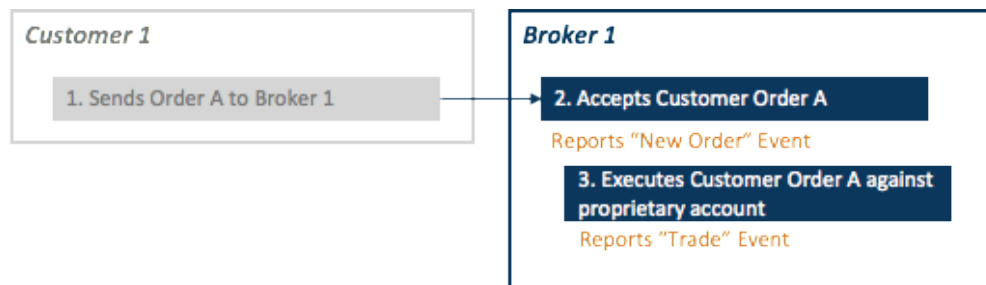 Customer 1
1. Sends Order A to Broker 1
Broker 1
2. Accepts Customer Order A
Reports "New Order" Event
3. Executes Customer Order A against
proprietary account
Reports "Trade" Event